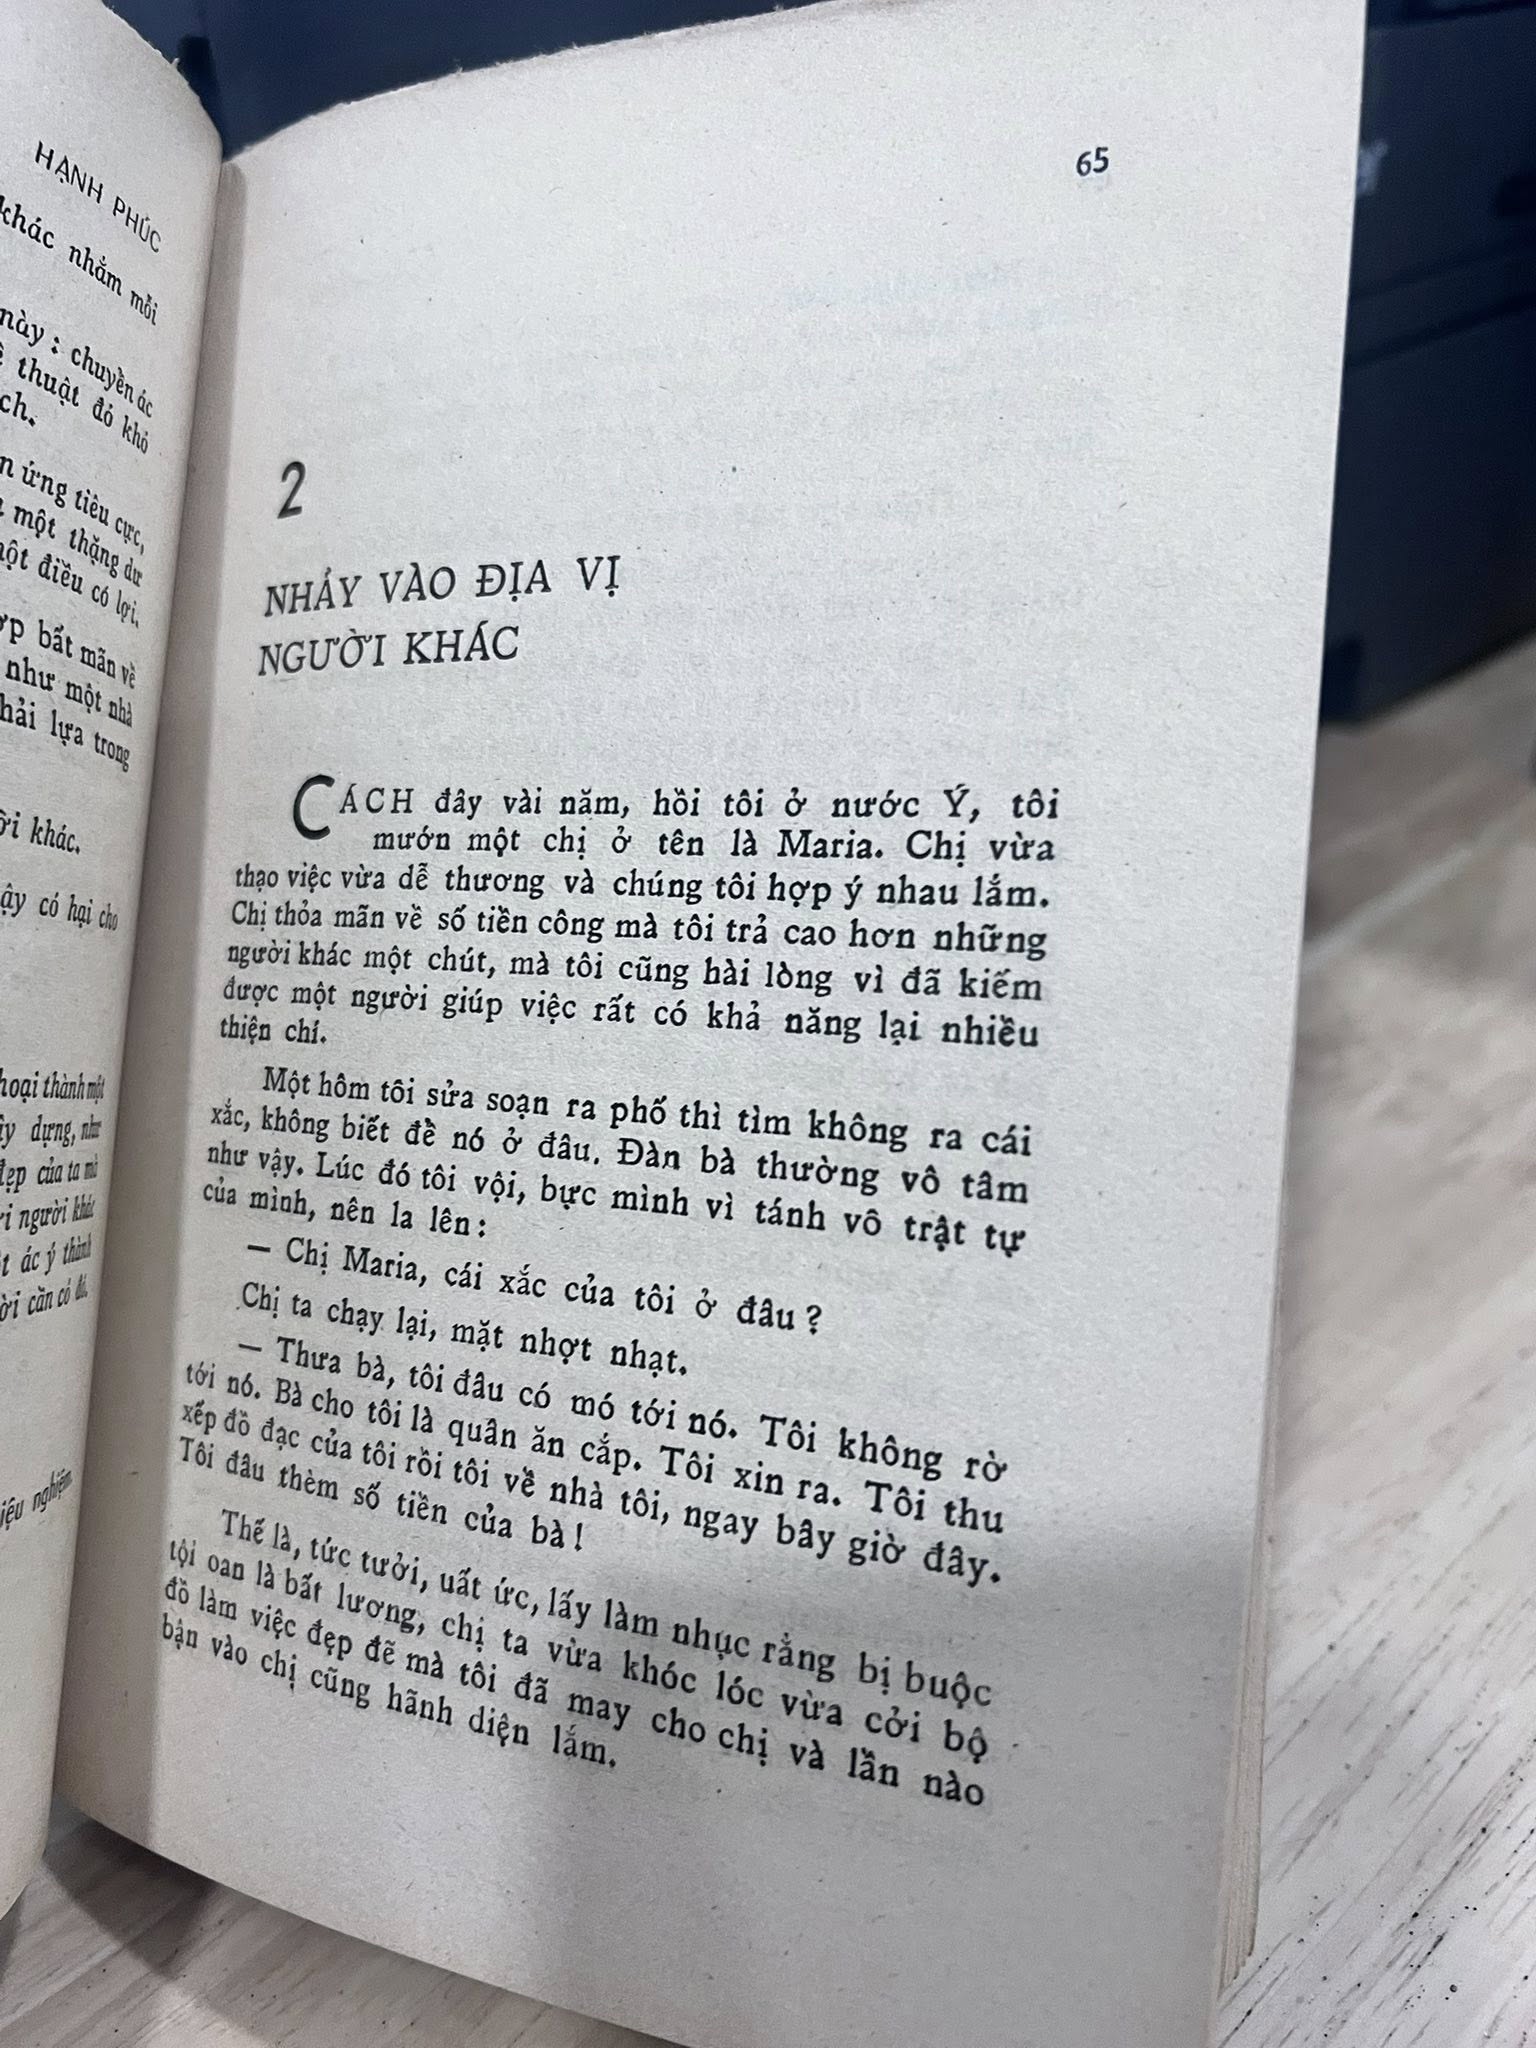 HẠNH PHÚC
khác nhằm mỗi
này : chuyền ác
thuật đó khó
ch.
ứng tiêu cực,
một thặng dư
một điều có lợi.
bất mãn về
như một nhà
lựa trong
khác.
có hại cho
thành một
dựng, như
đẹp của ta mà
người khác
ác ý thành
cần có đó.
nghiệm
65
2
NHẢY VÀO ĐỊA VỊ
NGƯỜI KHÁC
CÁCH đây vài năm, hồi tôi ở nước Ý, tôi
mướn một chị ở tên là Maria. Chị vừa
thạo việc vừa dễ thương và chúng tôi hợp ý nhau lắm.
Chị thỏa mãn về số tiền công mà tôi trả cao hơn những
người khác một chút, mà tôi cũng hài lòng vì đã kiếm
được một người giúp việc rất có khả năng lại nhiều
thiện chí.
Một hôm tôi sửa soạn ra phố thì tìm không ra cái
xắc, không biết để nó ở đâu. Đàn bà thường vô tâm
như vậy. Lúc đó tôi vội, bực mình vì tánh vô trật tự
của mình, nên la lên :
— Chị Maria, cái xắc của tôi ở đâu ?
Chị ta chạy lại, mặt nhợt nhạt.
— Thưa bà, tôi đâu có mó tới nó. Tôi không rờ
tới nó. Bà cho tôi là quân ăn cắp. Tôi xin ra. Tôi thu
xếp đồ đạc của tôi rồi tôi về nhà tôi, ngay bây giờ đây.
Tôi đâu thèm số tiền của bà !
Thế là, tức tưởi, uất ức, lấy làm nhục rằng bị buộc
tội oan là bất lương, chị ta vừa khóc lóc vừa cởi bộ
đồ làm việc đẹp đẽ mà tôi đã may cho chị và lần nào
bận vào chị cũng hãnh diện lắm.